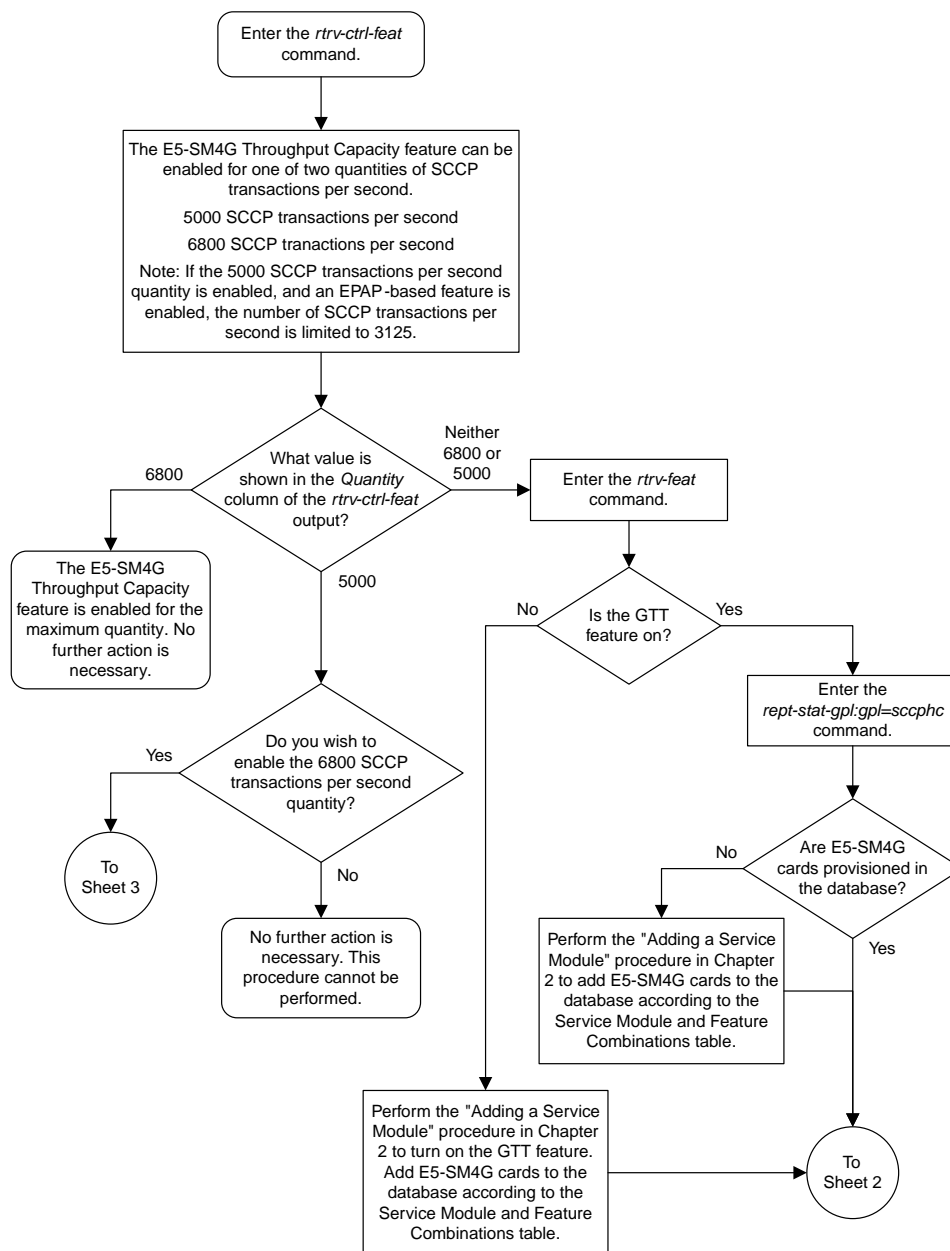 Enter the rtrv-ctrl-feat
command.
The E5-SM4G Throughput Capacity feature can be
enabled for one of two quantities of SCCP
transactions per second.
5000 SCCP transactions per second
6800 SCCP tranactions per second
Note: If the 5000 SCCP transactions per second
quantity is enabled, and an EPAP-based feature is
enabled, the number of SCCP transactions per
second is limited to 3125.
What value is
shown in the Quantity
column of the rtrv-ctrl-feat
output?
6800
Neither
6800 or
5000
5000
Enter the rtrv-feat
command.
The E5-SM4G
Throughput Capacity
feature is enabled for the
maximum quantity. No
further action is
necessary.
Is the GTT
feature on?
No
Yes
Enter the
rept-stat-gpl:gpl=sccphc
command.
Do you wish to
enable the 6800 SCCP
transactions per second
quantity?
Yes
No
To
Sheet 3
No further action is
necessary. This
procedure cannot be
performed.
Are E5-SM4G
cards provisioned in
the database?
No
Yes
Perform the "Adding a Service
Module" procedure in Chapter
2 to add E5-SM4G cards to the
database according to the
Service Module and Feature
Combinations table.
Perform the "Adding a Service
Module" procedure in Chapter
2 to turn on the GTT feature.
Add E5-SM4G cards to the
database according to the
Service Module and Feature
Combinations table.
To
Sheet 2